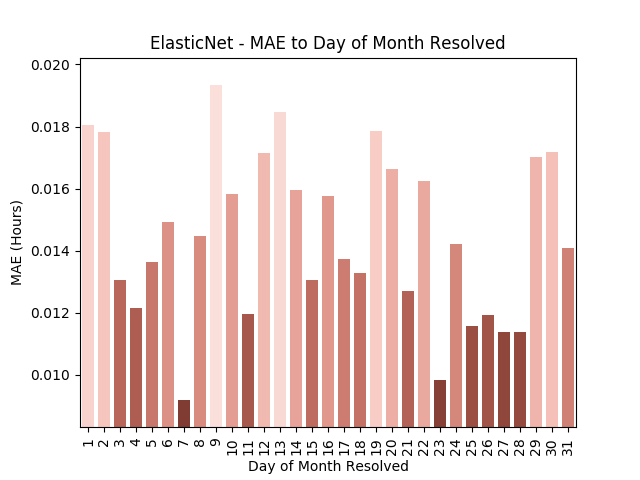 ElasticNet - MAE to Day of Month Resolved
0.020
0.018
0.016
0.014
0.012
0.010
MAE (Hours)
1 2 3 4 5 6 7 8 9 10 11 12 13 14 15 16 17 18 19 20 21 22 23 24 25 26 27 28 29 30 31
Day of Month Resolved